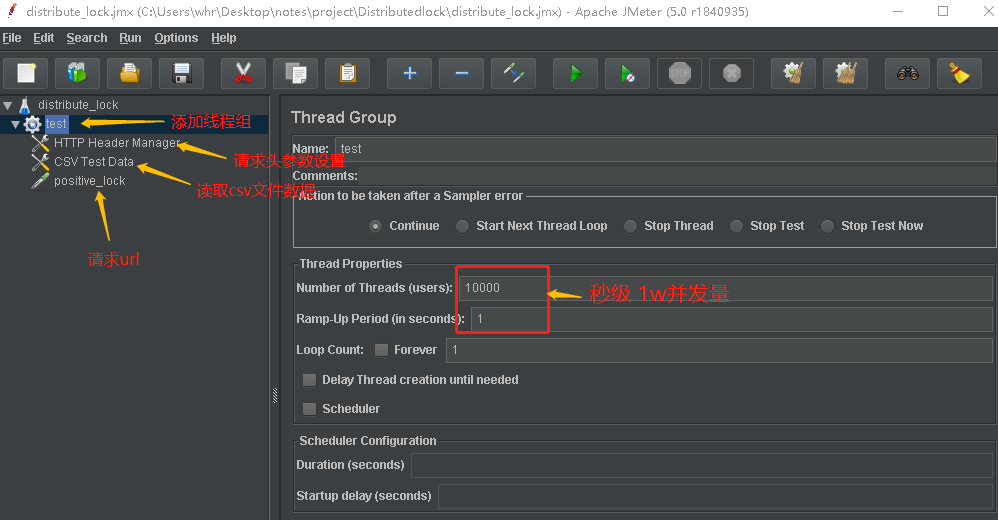 distribute_lock.jmx (C:\Users\whr\Desktop\notes\project\Distributedlock\distribute_lock.jmx) - Apache JMeter (5.0 r1840935)
File Edit Search Run Options Help
STOP
distribute_lock
test
添加线程组
HTTP Header Manager
请求头参数设置
CSV Test Data
读取csv文件数据
positive_lock
请求url
Thread Group
Name: test
Comments:
Action to be taken after a Sampler error
Continue Start Next Thread Loop Stop Thread Stop Test Stop Test Now
Thread Properties
Number of Threads (users): 10000
秒级 1w并发量
Ramp-Up Period (in seconds): 1
Loop Count: Forever 1
Delay Thread creation until needed
Scheduler
Scheduler Configuration
Duration (seconds)
Startup delay (seconds)